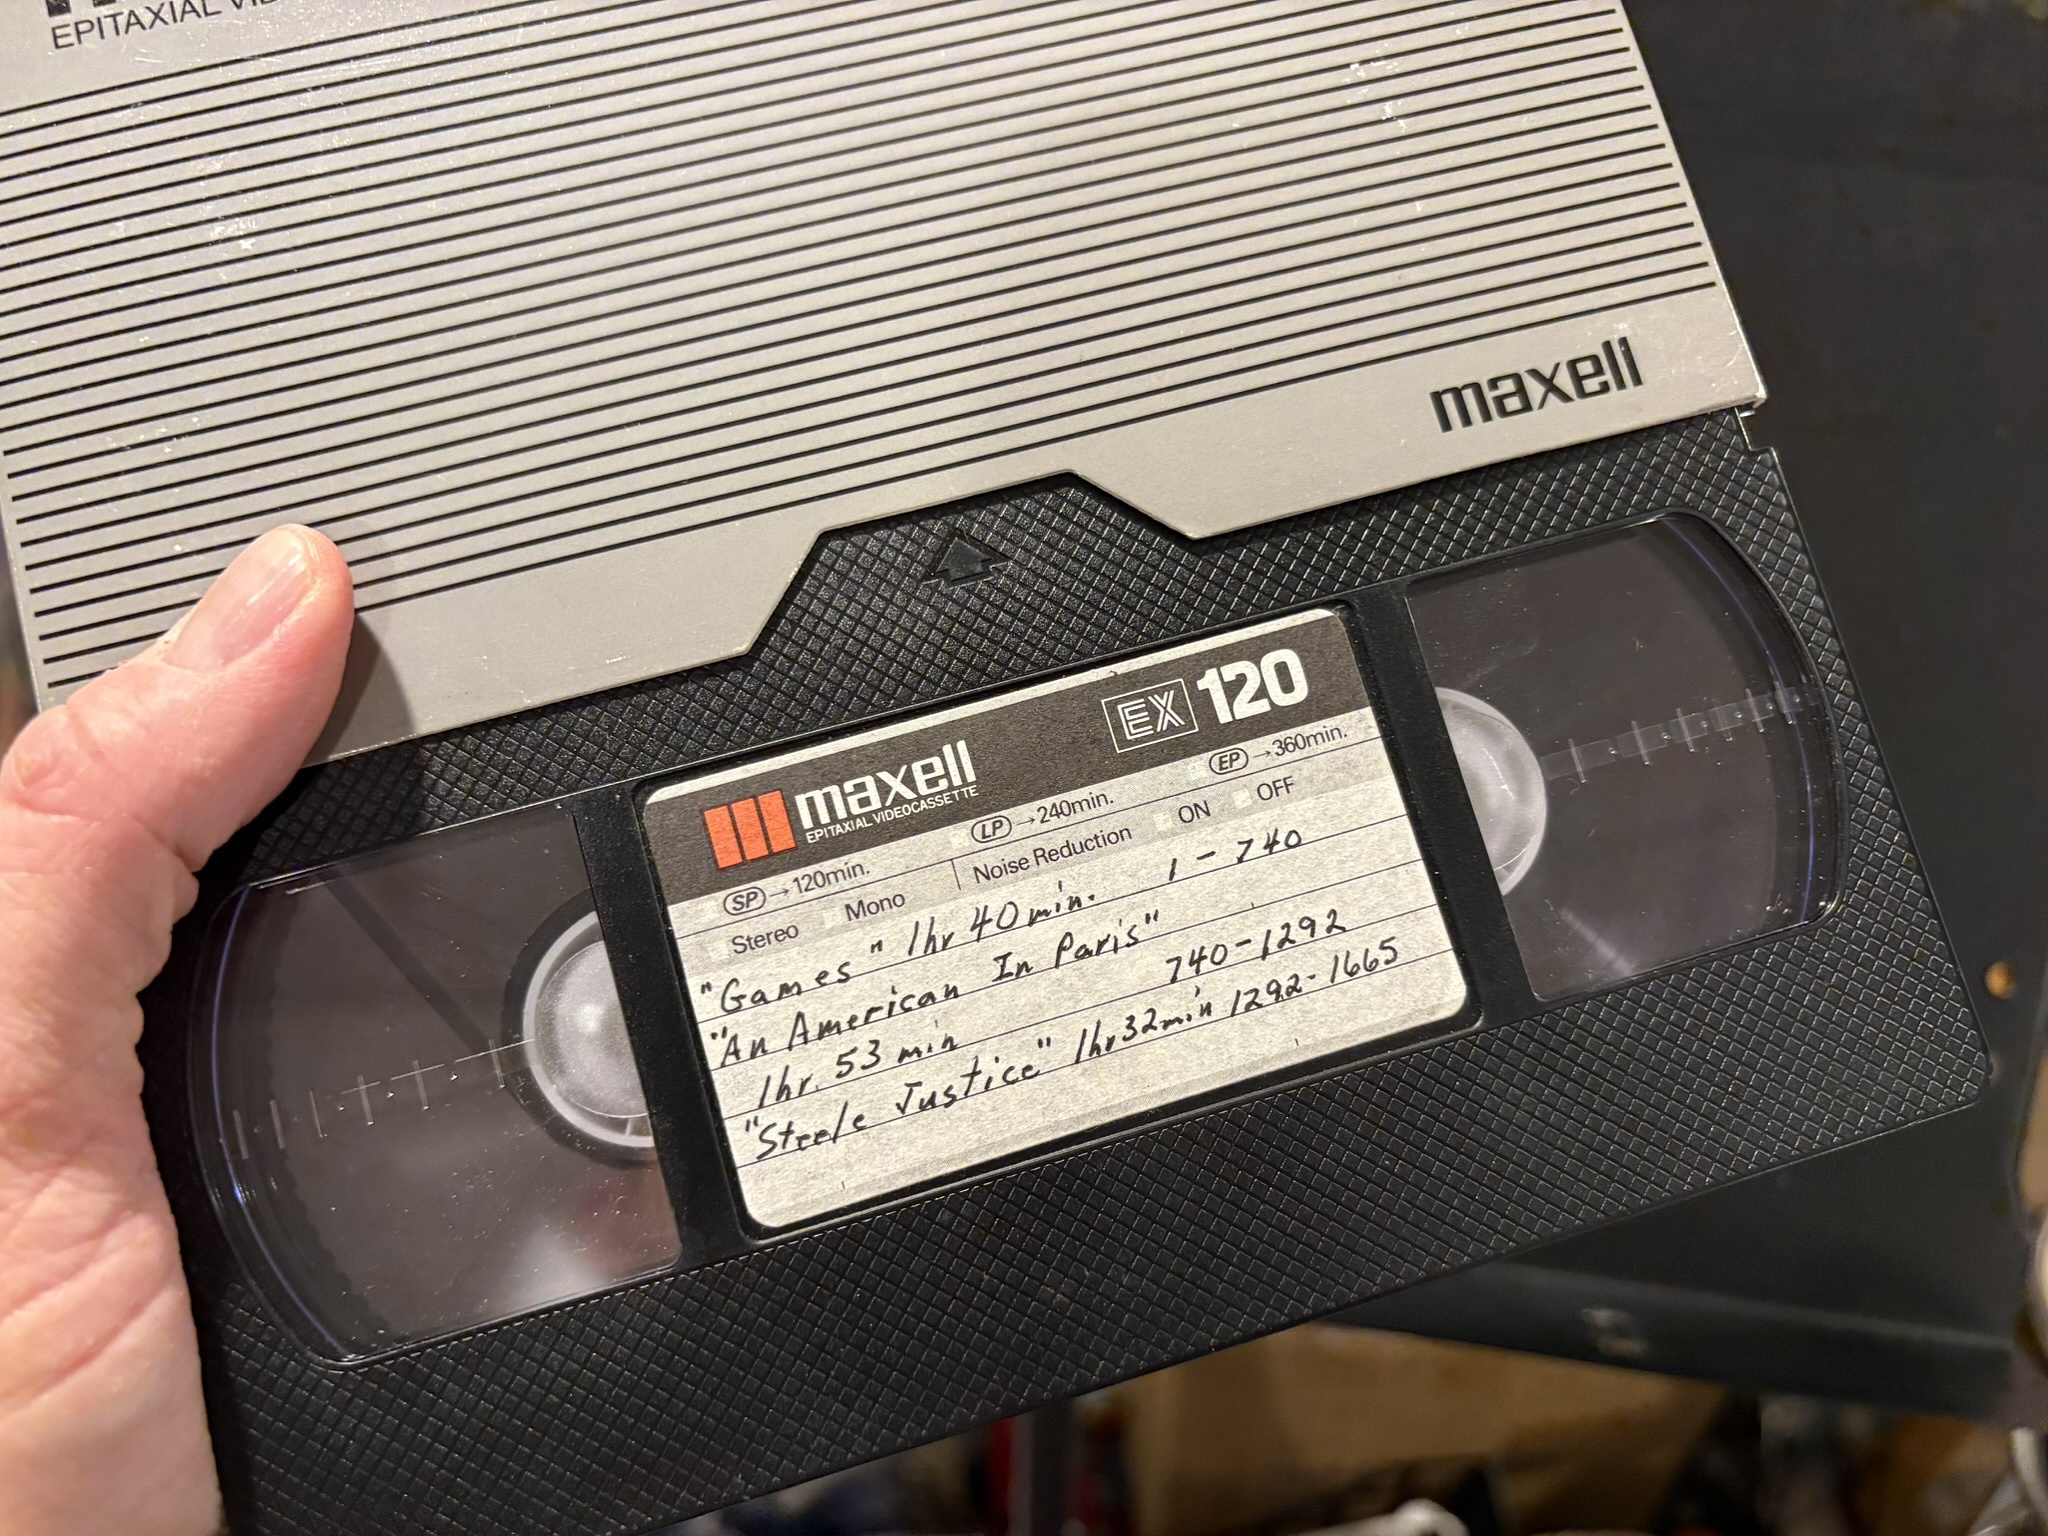 EPITAXIAL
maxell
maxell
EPITAXIAL VIDEOCASSETTE
EX 120
SP →120min. LP →240min. EP →360min.
Stereo Mono Noise Reduction ON OFF
"Games" 1hr 40min. 1-740
"An American In Paris"
1hr. 53 min 740-1292
"Steele Justice" 1hr 32min 1292-1665